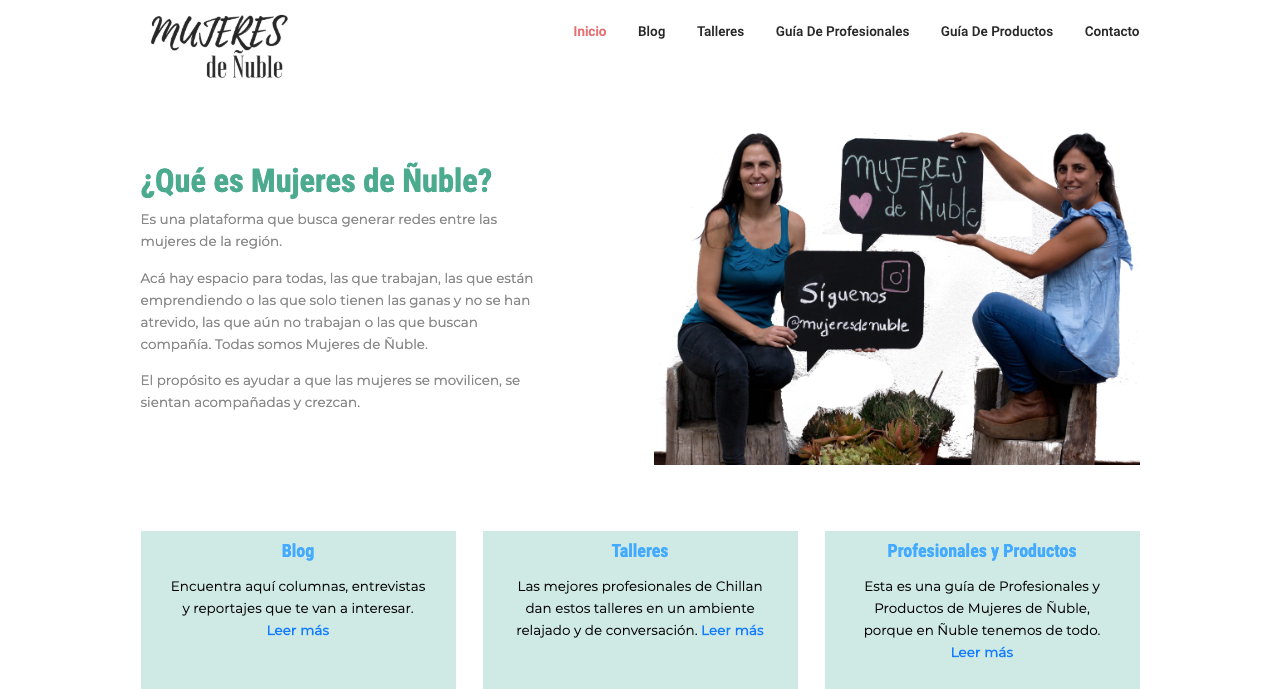 MUJERES
de Ñuble
Inicio Blog Talleres Guía De Profesionales Guía De Productos Contacto
¿Qué es Mujeres de Ñuble?
Es una plataforma que busca generar redes entre las
mujeres de la región.
Acá hay espacio para todas, las que trabajan, las que están
emprendiendo o las que solo tienen las ganas y no se han
atrevido, las que aún no trabajan o las que buscan
compañía. Todas somos Mujeres de Ñuble.
El propósito es ayudar a que las mujeres se movilicen, se
sientan acompañadas y crezcan.
MUJERES
de Ñuble
Síguenos
@mujeresdenuble
Blog
Encuentra aquí columnas, entrevistas
y reportajes que te van a interesar.
Leer más
Talleres
Las mejores profesionales de Chillan
dan estos talleres en un ambiente
relajado y de conversación. Leer más
Profesionales y Productos
Esta es una guía de Profesionales y
Productos de Mujeres de Ñuble,
porque en Ñuble tenemos de todo.
Leer más